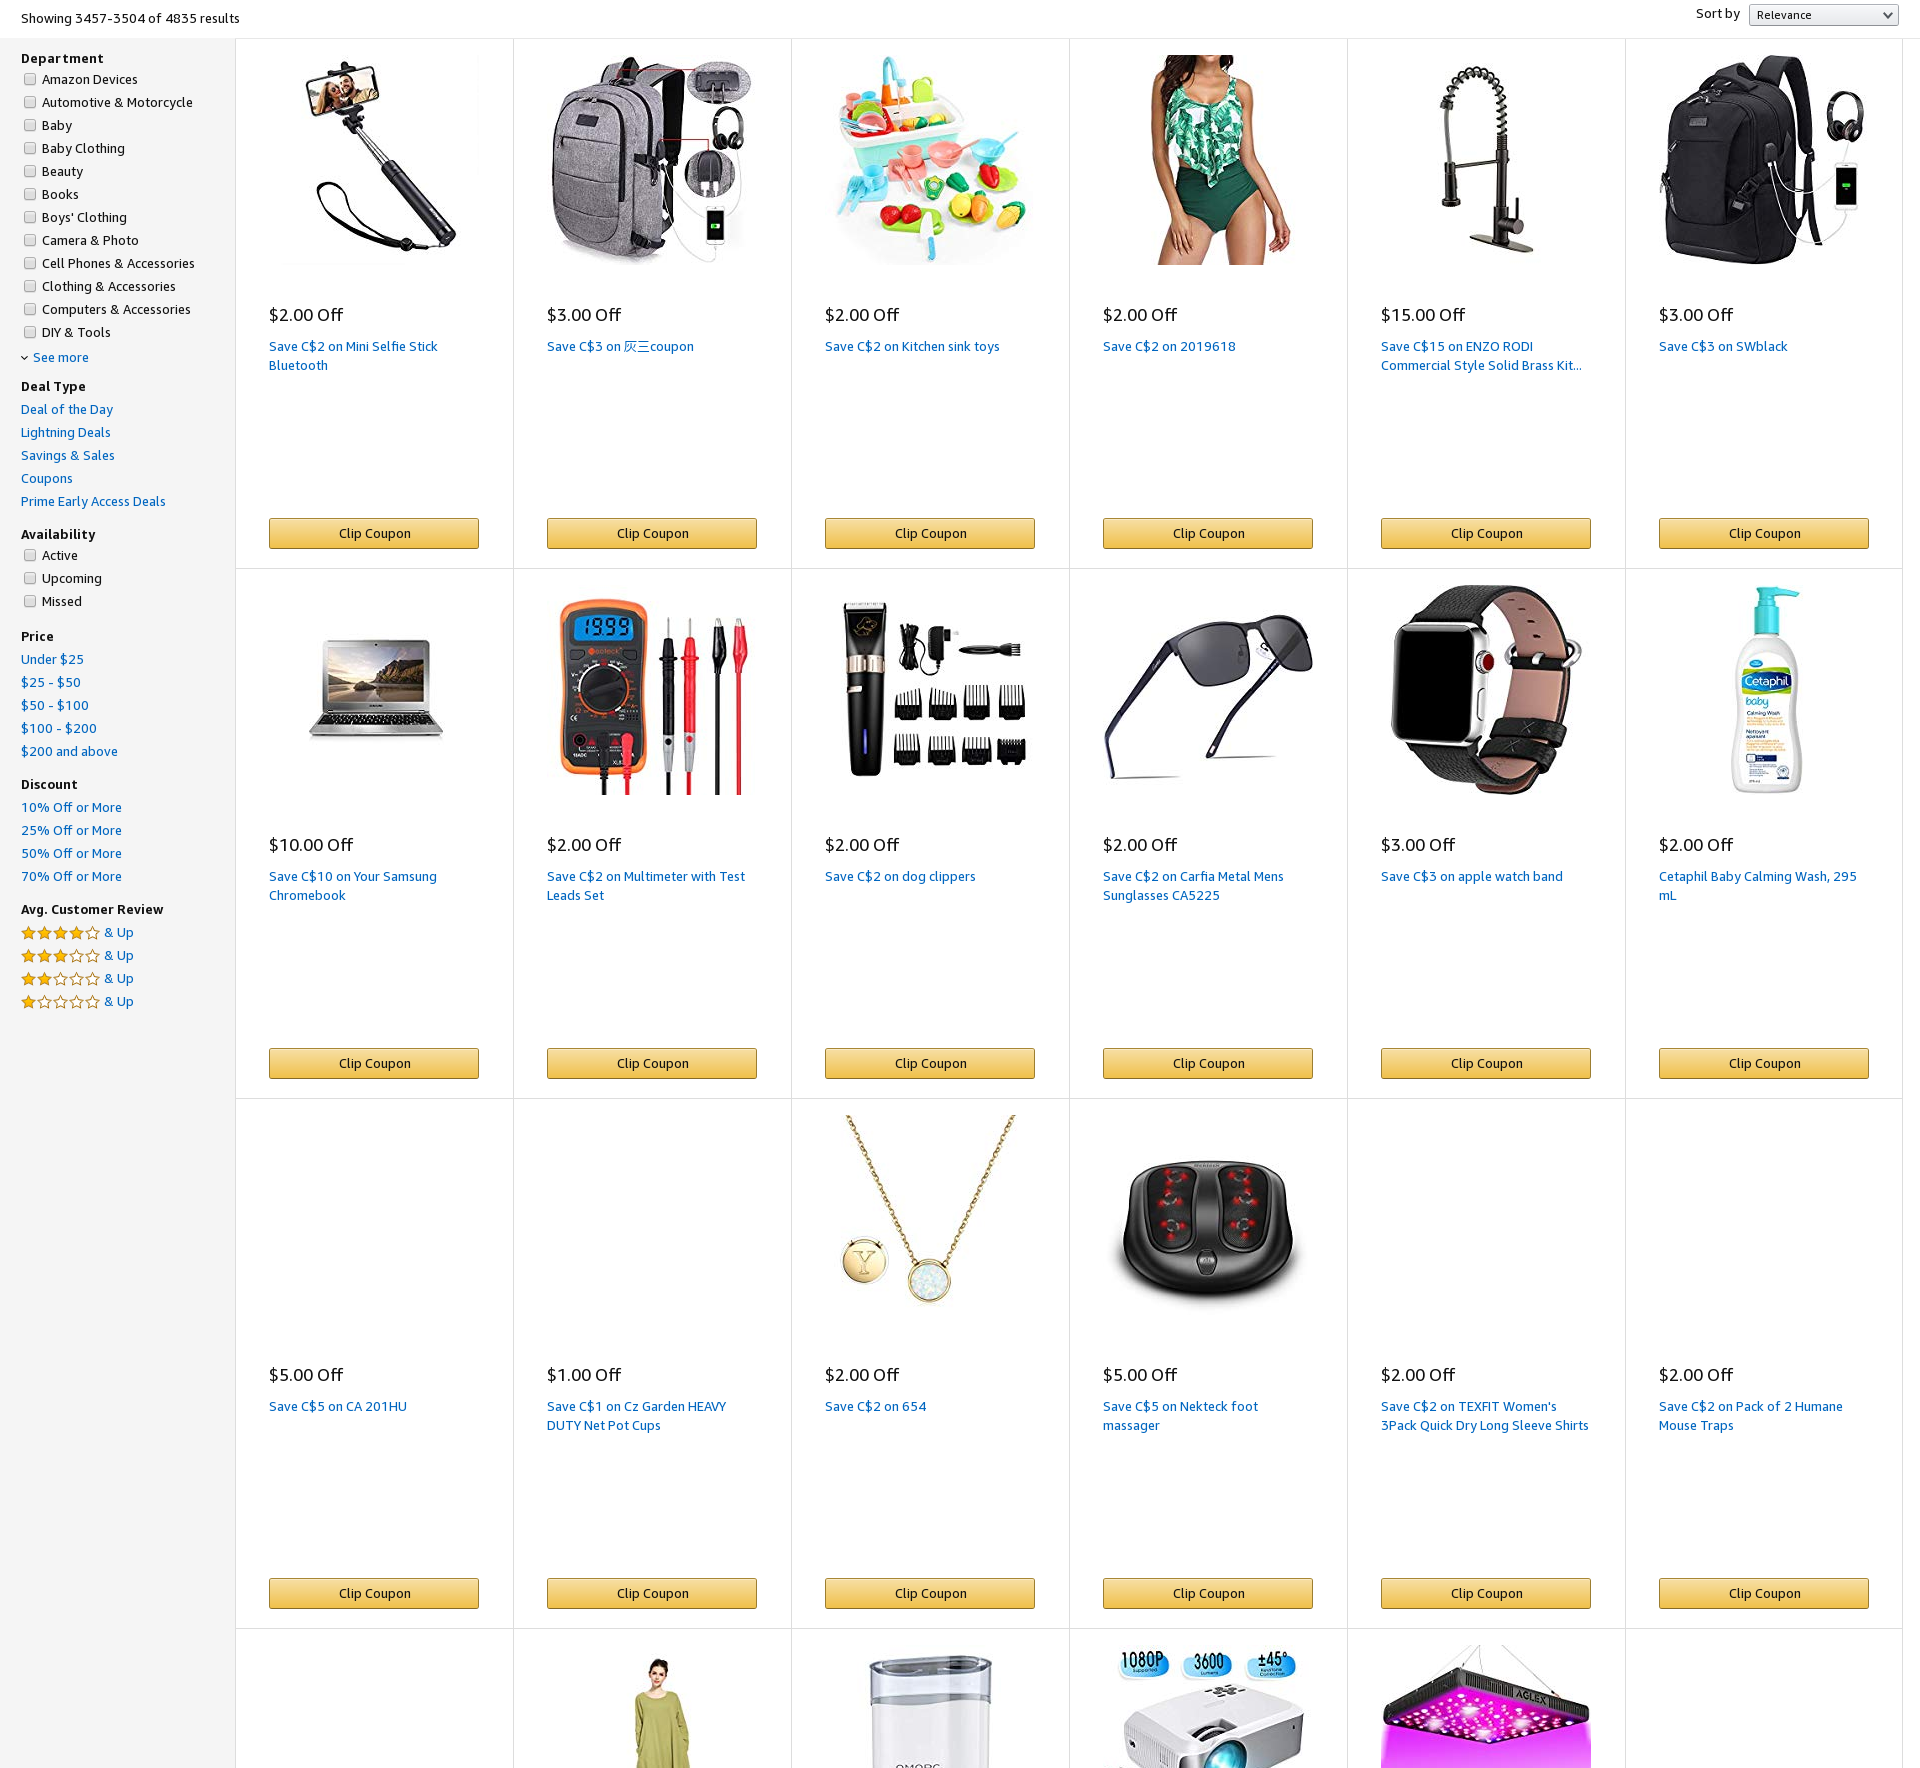 Showing 3457-3504 of 4835 results
Sort by Relevance
Department
Amazon Devices
Automotive & Motorcycle
Baby
Baby Clothing
Beauty
Books
Boys' Clothing
Camera & Photo
Cell Phones & Accessories
Clothing & Accessories
Computers & Accessories
DIY & Tools
See more
Deal Type
Deal of the Day
Lightning Deals
Savings & Sales
Coupons
Prime Early Access Deals
Availability
Active
Upcoming
Missed
Price
Under $25
$25 - $50
$50 - $100
$100 - $200
$200 and above
Discount
10% Off or More
25% Off or More
50% Off or More
70% Off or More
Avg. Customer Review
& Up
& Up
& Up
& Up
$2.00 Off
Save C$2 on Mini Selfie Stick
Bluetooth
Clip Coupon
$3.00 Off
Save C$3 on 灰三coupon
Clip Coupon
$2.00 Off
Save C$2 on Kitchen sink toys
Clip Coupon
$2.00 Off
Save C$2 on 2019618
Clip Coupon
$15.00 Off
Save C$15 on ENZO RODI
Commercial Style Solid Brass Kit...
Clip Coupon
$3.00 Off
Save C$3 on SWblack
Clip Coupon
$10.00 Off
Save C$10 on Your Samsung
Chromebook
Clip Coupon
19.99
$2.00 Off
Save C$2 on Multimeter with Test
Leads Set
Clip Coupon
$2.00 Off
Save C$2 on dog clippers
Clip Coupon
$2.00 Off
Save C$2 on Carfia Metal Mens
Sunglasses CA5225
Clip Coupon
$3.00 Off
Save C$3 on apple watch band
Clip Coupon
Cetaphil
baby
Calming Wash
Nettoyant
apaisant
$2.00 Off
Cetaphil Baby Calming Wash, 295
mL
Clip Coupon
$5.00 Off
Save C$5 on CA 201HU
Clip Coupon
$1.00 Off
Save C$1 on Cz Garden HEAVY
DUTY Net Pot Cups
Clip Coupon
Y
$2.00 Off
Save C$2 on 654
Clip Coupon
$5.00 Off
Save C$5 on Nekteck foot
massager
Clip Coupon
$2.00 Off
Save C$2 on TEXFIT Women's
3Pack Quick Dry Long Sleeve Shirts
Clip Coupon
$2.00 Off
Save C$2 on Pack of 2 Humane
Mouse Traps
Clip Coupon
1080P
Supported
3600
Lumens
±45°
Keystone
Correction
AGLEX